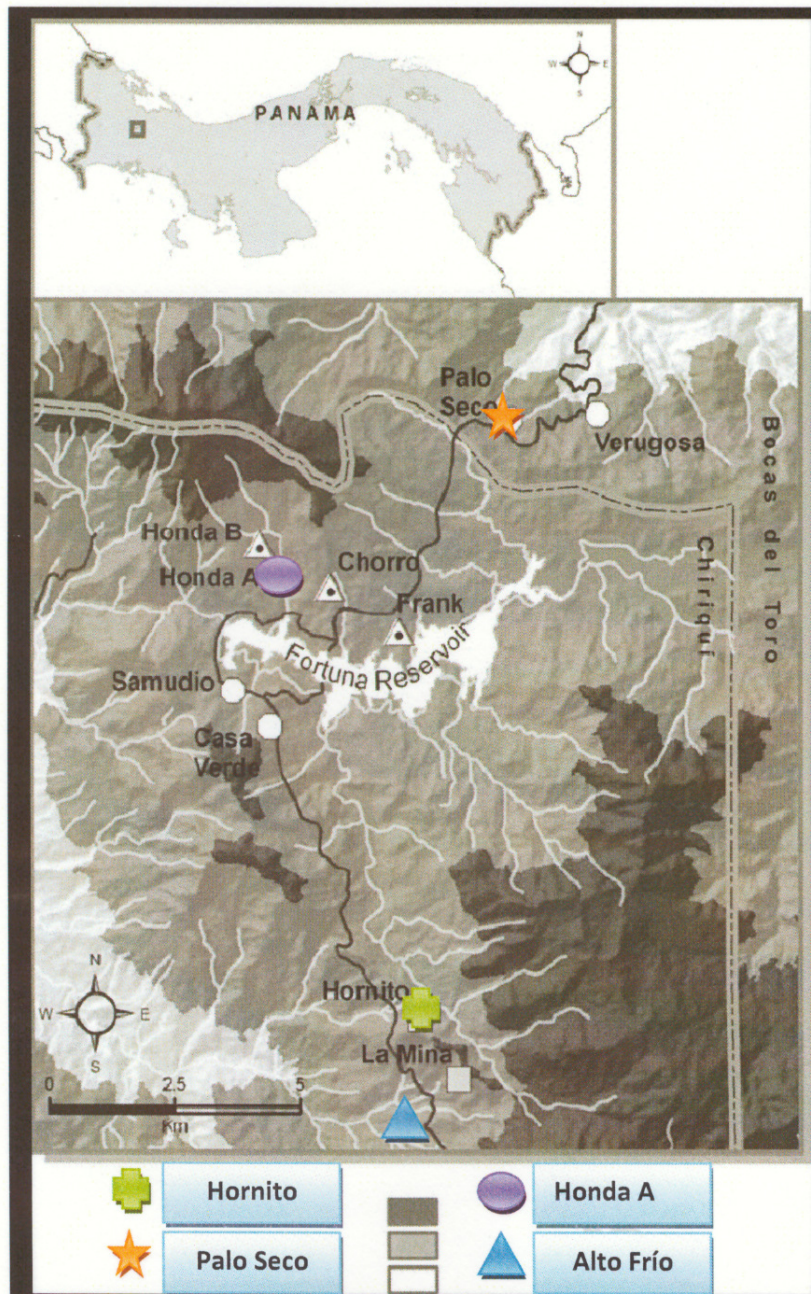 N
W E
S
PANAMA
Palo
Seco
Verugosa
Bocas del Toro
Chiriquí
Honda B
Honda A
Chorro
Frank
Fortuna Reservoir
Samudio
Casa
Verde
Hornito
La Mina
N
W E
S
0 2.5 5
Km
Hornito
Honda A
Palo Seco
Alto Frío